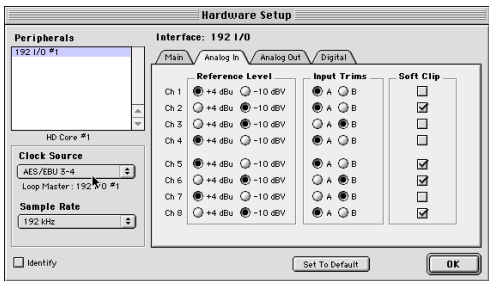 Hardware Setup
Peripherals
192 I/O #1
HD Core #1
Clock Source
AES/EBU 3-4
Loop Master: 192 I/O #1
Sample Rate
192 kHz
Identify
Interface: 192 I/O
Main Analog In Analog Out Digital
Reference Level Input Trims Soft Clip
Ch 1 +4 dBu -10 dBV A B
Ch 2 +4 dBu -10 dBV A B
Ch 3 +4 dBu -10 dBV A B
Ch 4 +4 dBu -10 dBV A B
Ch 5 +4 dBu -10 dBV A B
Ch 6 +4 dBu -10 dBV A B
Ch 7 +4 dBu -10 dBV A B
Ch 8 +4 dBu -10 dBV A B
Set To Default OK